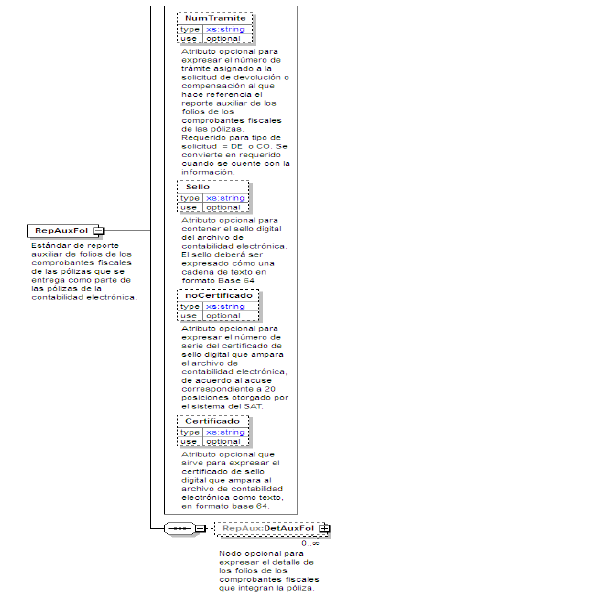 NumTramite
type xs:string
use optional
Atributo opcional para
expresar el número de
trámite asignado a la
solicitud de devolución o
compensación al que
hace referencia el
reporte auxiliar de los
folios de los
comprobantes fiscales
de las pólizas.
Requerido para tipo de
solicitud = DE o CO. Se
convierte en requerido
cuando se cuente con la
información.
Sello
type xs:string
use optional
Atributo opcional para
contener el sello digital
del archivo de
contabilidad electrónica.
El sello deberá ser
expresado cómo una
cadena de texto en
formato Base 64
RepAuxFol
Estándar de reporte
auxiliar de folios de los
comprobantes fiscales
de las pólizas que se
entrega como parte de
las pólizas de la
contabilidad electrónica.
noCertificado
type xs:string
use optional
Atributo opcional para
expresar el número de
serie del certificado de
sello digital que ampara
el archivo de
contabilidad electrónica,
de acuerdo al acuse
correspondiente a 20
posiciones otorgado por
el sistema del SAT.
Certificado
type xs:string
use optional
Atributo opcional que
sirve para expresar el
certificado de sello
digital que ampara al
archivo de contabilidad
electrónica como texto,
en formato base 64.
RepAux:DetAuxFol
0..∞
Nodo opcional para
expresar el detalle de
los folios de los
comprobantes fiscales
que integran la póliza.